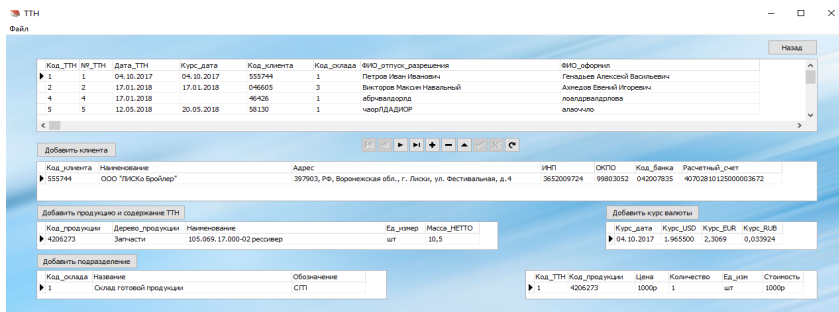 ТТН
Файл
Назад
Код_ТТН №_ТТН Дата_ТТН Курс_дата Код_клиента Код_склада ФИО_отпуск_разрешения ФИО_оформил
1 1 04.10.2017 04.10.2017 555744 1 Петров Иван Иванович Генадьев Алексекй Васильевич
2 2 17.01.2018 17.01.2018 046605 3 Викторов Максин Навальный Ахмедов Евений Игоревич
4 4 17.01.2018 46426 1 абрчвалдорлд лоалдрвалдрлова
5 5 12.05.2018 20.05.2018 58130 1 чаорЛДАДИОР алаоччло
Добавить клиента
Код_клиента Наименование Адрес ИНП ОКПО Код_банка Расчетный_счет
555744 ООО "ЛИСКо Бройлер" 397903, РФ, Воронежская обл., г. Лиски, ул. Фестивальная, д.4 3652009724 99803052 042007835 40702810125000003672
Добавить продукцию и содержание ТТН Добавить курс валюты
Код_продукции Дерево_продукции Наименование Ед_измер Масса_НЕТТО Курс_дата Курс_USD Курс_EUR Курс_RUB
4206273 Запчасти 105.069.17.000-02 рессивер шт 10,5 04.10.2017 1.965500 2,3069 0,033924
Добавить подразделение
Код_склада Название Обозначение Код_ТТН Код_продукции Цена Количество Ед_изм Стоимость
1 Склад готовой продукции СГП 1 4206273 1000р 1 шт 1000р